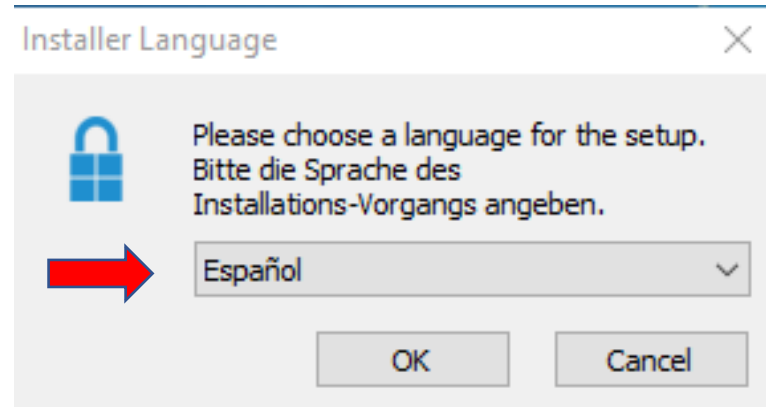 Installer Language
Please choose a language for the setup.
Bitte die Sprache des
Installations-Vorgangs angeben.
Español
OK
Cancel